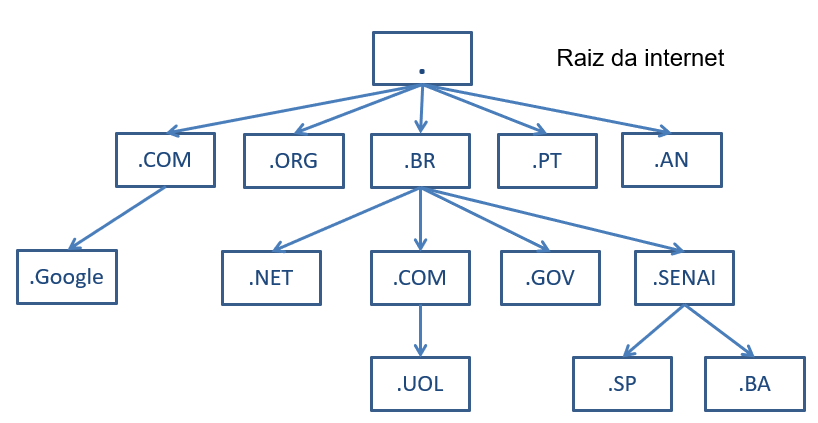 .
Raiz da internet
.COM
.ORG
.BR
.PT
.AN
.Google
.NET
.COM
.GOV
.SENAI
.UOL
.SP
.BA